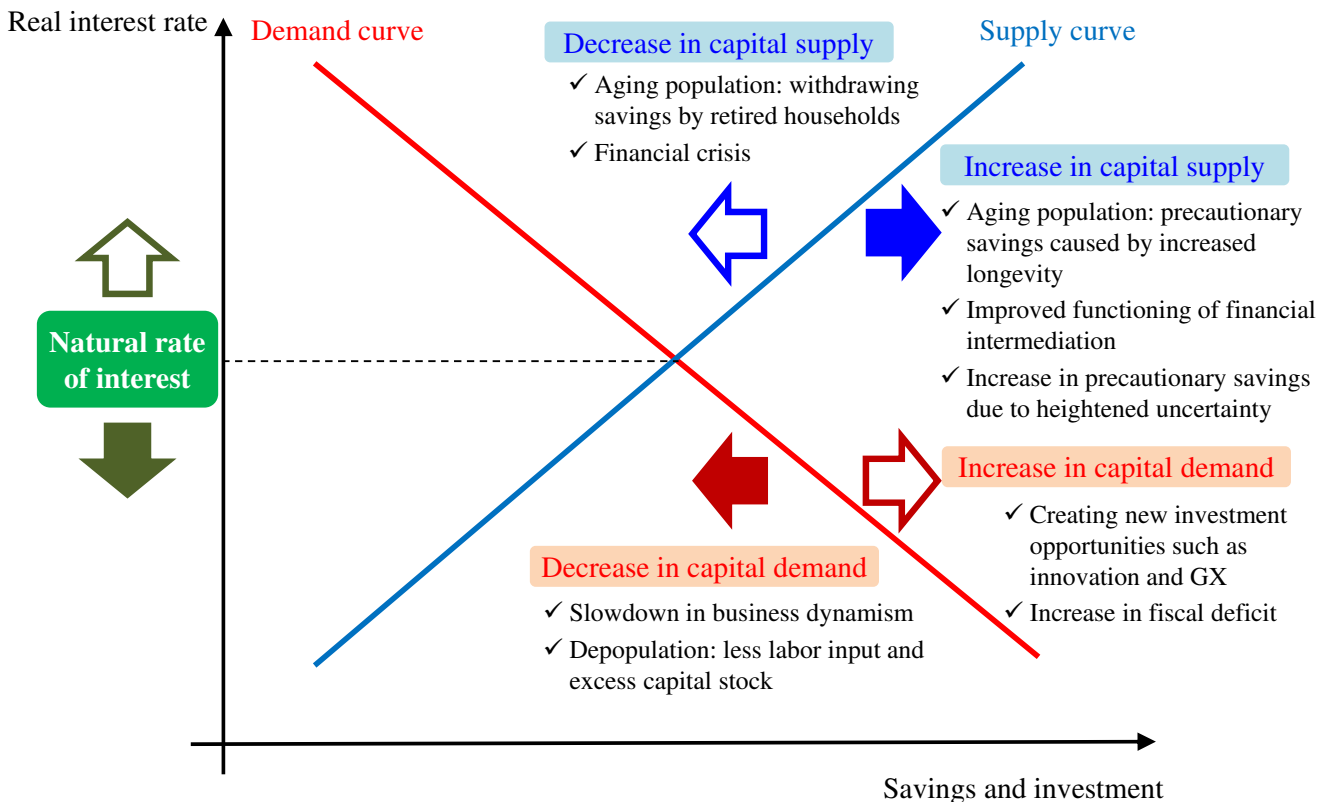 Real interest rate
Demand curve
Decrease in capital supply
✓ Aging population: withdrawing
savings by retired households
✓ Financial crisis
Supply curve
Increase in capital supply
✓ Aging population: precautionary
savings caused by increased
longevity
✓ Improved functioning of financial
intermediation
✓ Increase in precautionary savings
due to heightened uncertainty
Natural rate
of interest
Increase in capital demand
✓ Creating new investment
opportunities such as
innovation and GX
✓ Increase in fiscal deficit
Decrease in capital demand
✓ Slowdown in business dynamism
✓ Depopulation: less labor input and
excess capital stock
Savings and investment